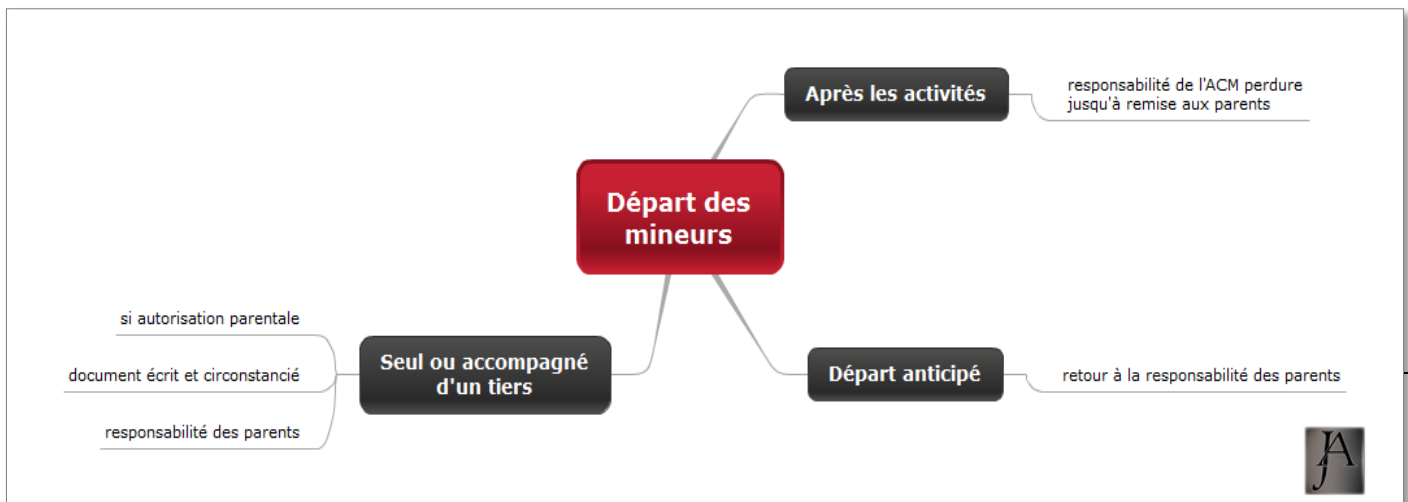 Départ des
mineurs
Après les activités
responsabilité de l'ACM perdure
jusqu'à remise aux parents
Départ anticipé
retour à la responsabilité des parents
Seul ou accompagné
d'un tiers
si autorisation parentale
document écrit et circonstancié
responsabilité des parents
JA